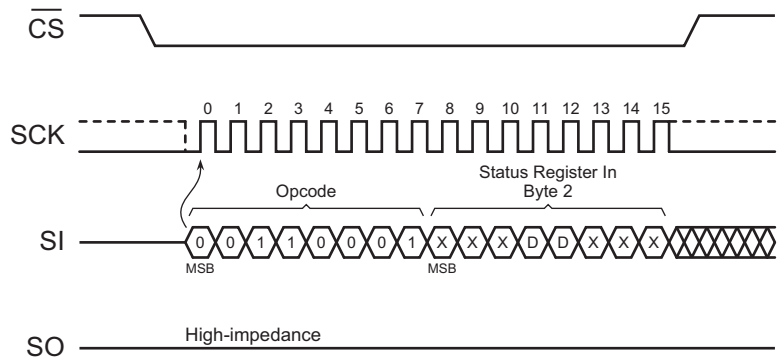 CS
0 1 2 3 4 5 6 7 8 9 10 11 12 13 14 15
SCK
Status Register In
Opcode Byte 2
SI 0 0 1 1 0 0 0 1 X X X D D X X X
MSB MSB
High-impedance
SO